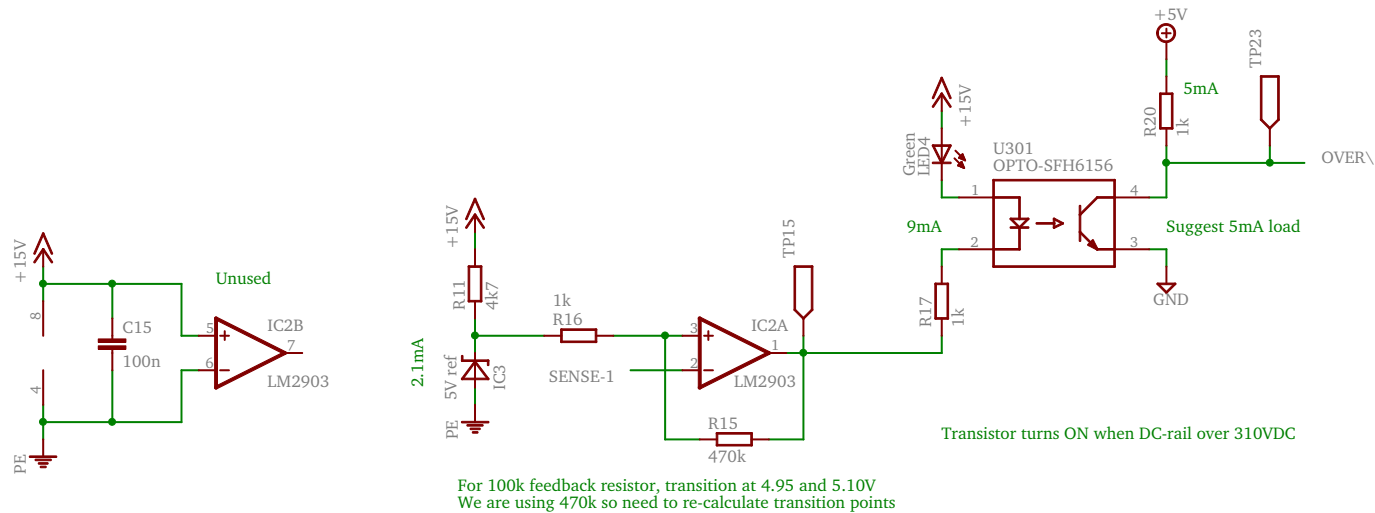 +15V
8
4
PE
C15
100n
Unused
5
6
7
IC2B
LM2903
+15V
R11
4k7
2.1mA
5V ref
IC3
PE
1k
R16
SENSE-1
3
2
1
IC2A
LM2903
TP15
R15
470k
For 100k feedback resistor, transition at 4.95 and 5.10V
We are using 470k so need to re-calculate transition points
+15V
Green
LED4
9mA
R17
1k
U301
OPTO-SFH6156
1
2
4
3
+5V
5mA
R20
1k
TP23
OVER\
Suggest 5mA load
GND
Transistor turns ON when DC-rail over 310VDC